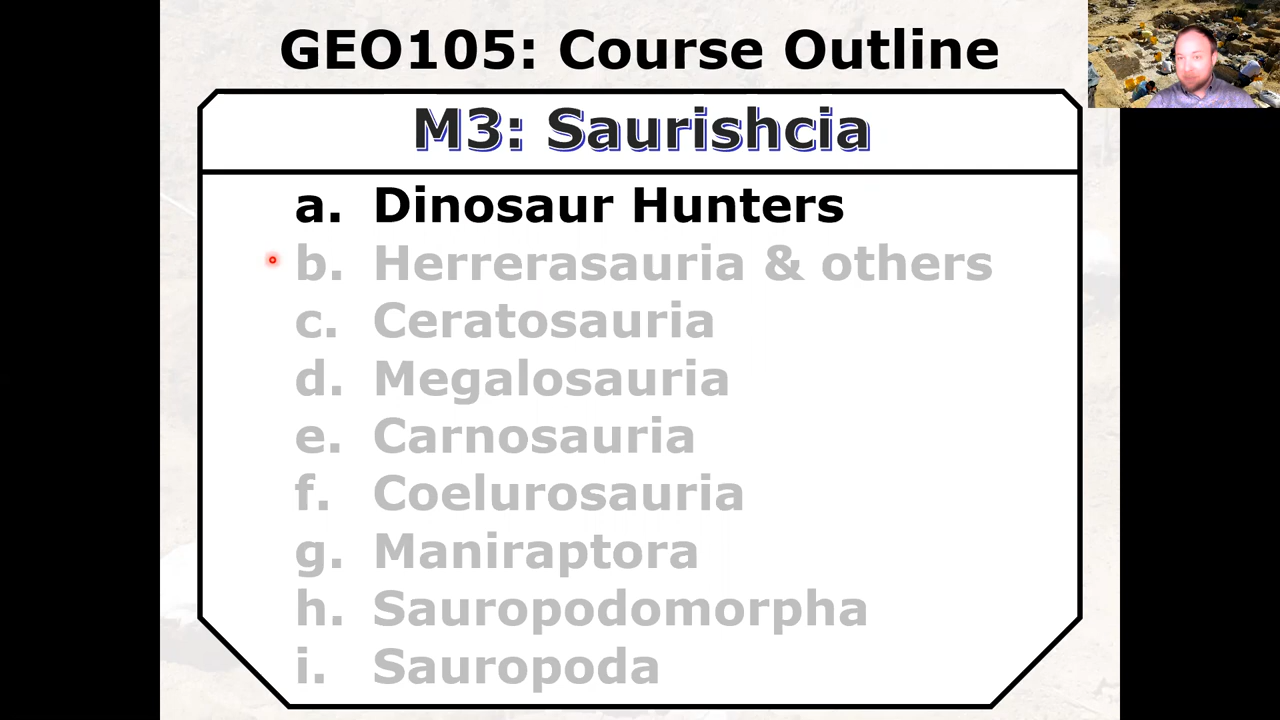 GEO105: Course Outline
M3: Saurishcia
a. Dinosaur Hunters
b. Herrerasauria & others
c. Ceratosauria
d. Megalosauria
e. Carnosauria
f. Coelurosauria
g. Maniraptora
h. Sauropodomorpha
i. Sauropoda